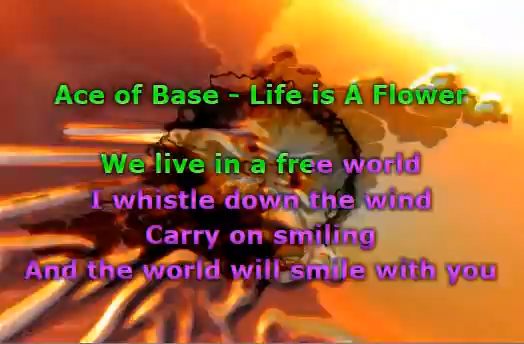 Ace of Base - Life is A Flower
We live in a free world
I whistle down the wind
Carry on smiling
And the world will smile with you